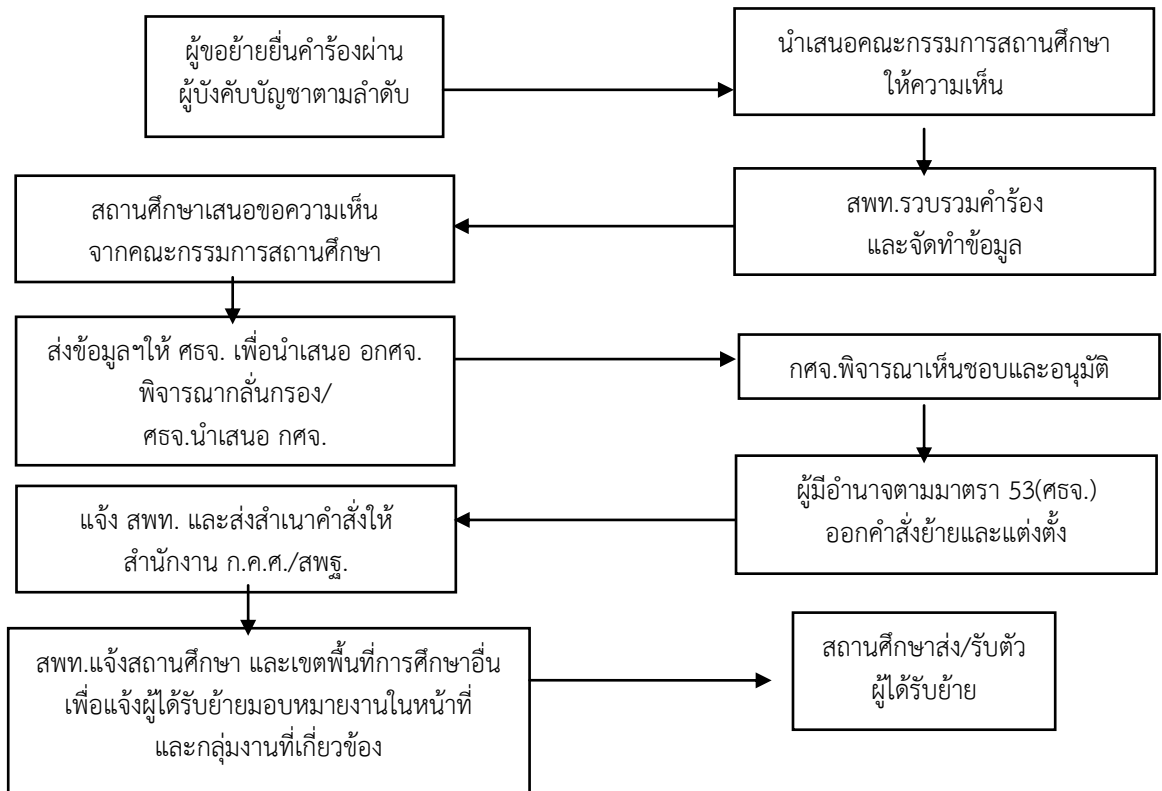 ผู้ขอย้ายยื่นคำร้องผ่าน
ผู้บังคับบัญชาตามลำดับ
นำเสนอคณะกรรมการสถานศึกษา
ให้ความเห็น
สพท.รวบรวมคำร้อง
และจัดทำข้อมูล
สถานศึกษาเสนอขอความเห็น
จากคณะกรรมการสถานศึกษา
ส่งข้อมูลฯให้ ศธจ. เพื่อนำเสนอ อกศจ.
พิจารณากลั่นกรอง/
ศธจ.นำเสนอ กศจ.
กศจ.พิจารณาเห็นชอบและอนุมัติ
ผู้มีอำนาจตามมาตรา 53(ศธจ.)
ออกคำสั่งย้ายและแต่งตั้ง
แจ้ง สพท. และส่งสำเนาคำสั่งให้
สำนักงาน ก.ค.ศ./สพฐ.
สพท.แจ้งสถานศึกษา และเขตพื้นที่การศึกษาอื่น
เพื่อแจ้งผู้ได้รับย้ายมอบหมายงานในหน้าที่
และกลุ่มงานที่เกี่ยวข้อง
สถานศึกษาส่ง/รับตัว
ผู้ได้รับย้าย